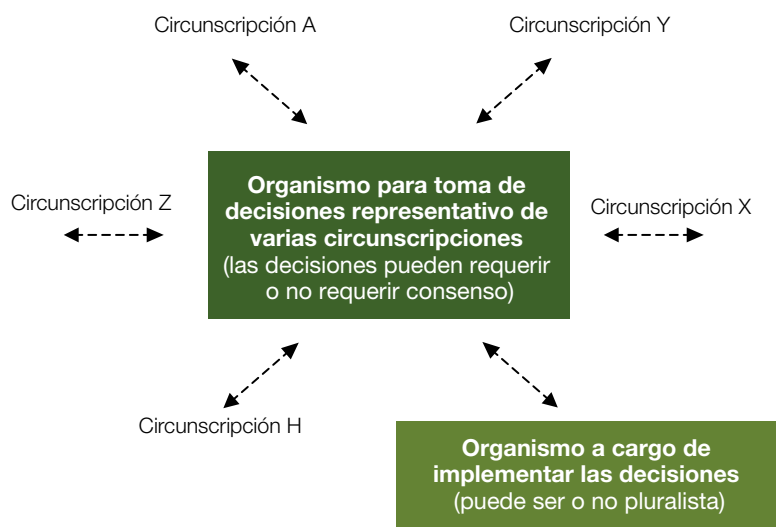 Circunscripción A
Circunscripción Y
Organismo para toma de
decisiones representativo de
varias circunscripciones
(las decisiones pueden requerir
o no requerir consenso)
Circunscripción Z
Circunscripción X
Circunscripción H
Organismo a cargo de
implementar las decisiones
(puede ser o no pluralista)